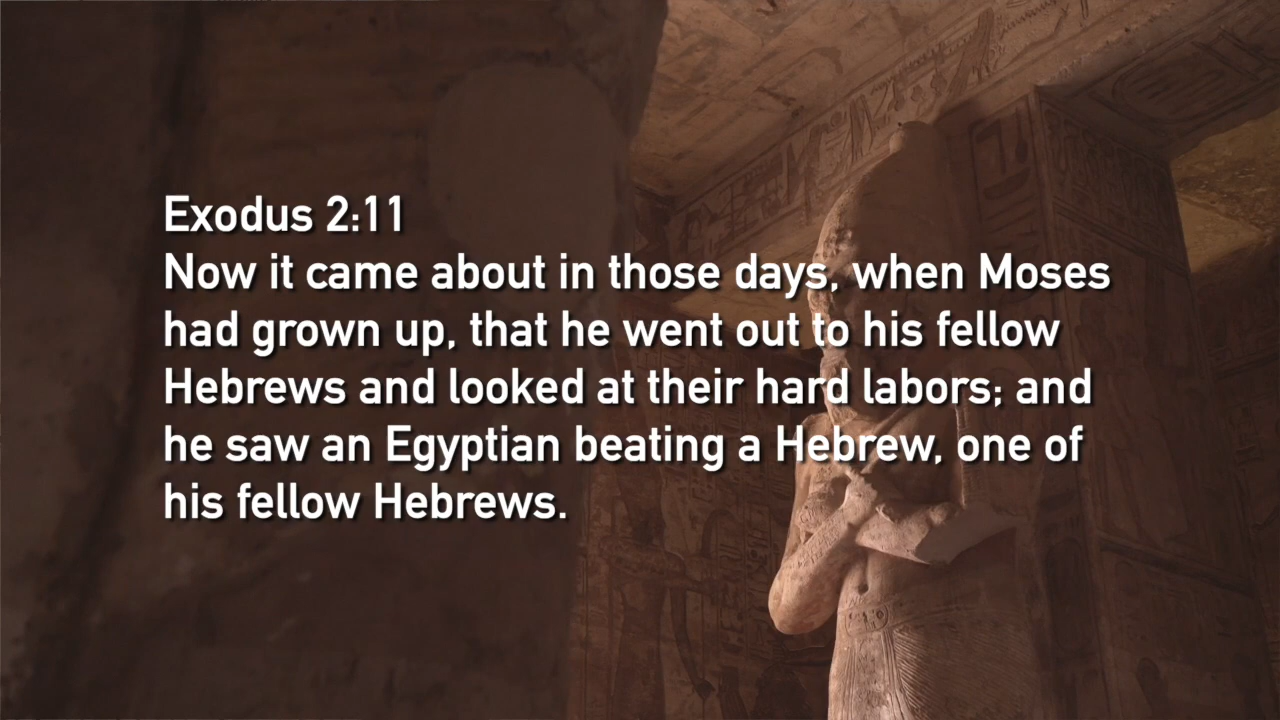 Exodus 2:11
Now it came about in those days, when Moses
had grown up, that he went out to his fellow
Hebrews and looked at their hard labors; and
he saw an Egyptian beating a Hebrew, one of
his fellow Hebrews.